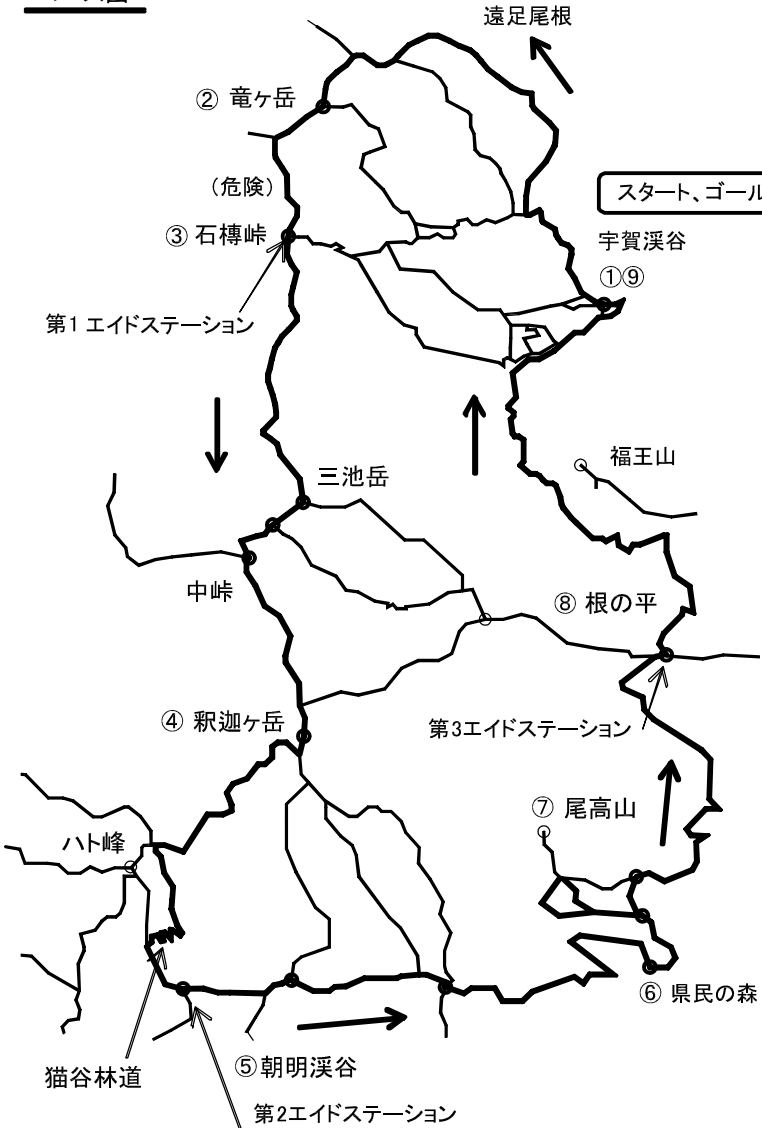 遠足尾根
② 竜ヶ岳
(危険)
スタート、ゴール
③ 石榑峠
宇賀渓谷
①⑨
第1エイドステーション
福王山
三池岳
中峠
⑧ 根の平
④ 釈迦ヶ岳
第3エイドステーション
⑦ 尾高山
ハト峰
⑥ 県民の森
猫谷林道
⑤朝明渓谷
第2エイドステーション